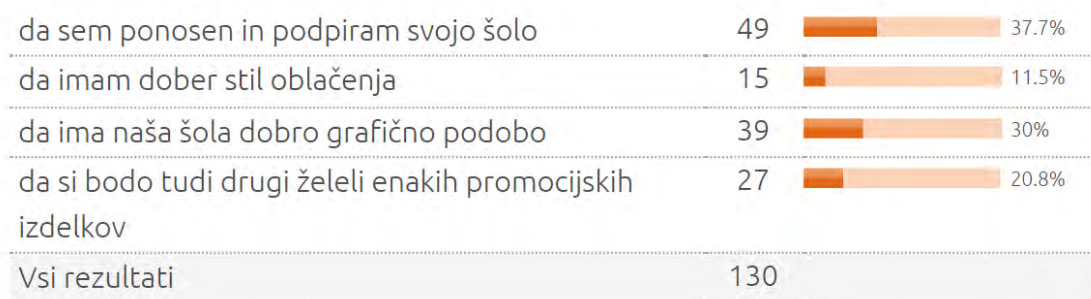 da sem ponosen in podpiram svojo šolo 49 37.7%
da imam dober stil oblačenja 15 11.5%
da ima naša šola dobro grafično podobo 39 30%
da si bodo tudi drugi želeli enakih promocijskih 27 20.8%
izdelkov
Vsi rezultati 130